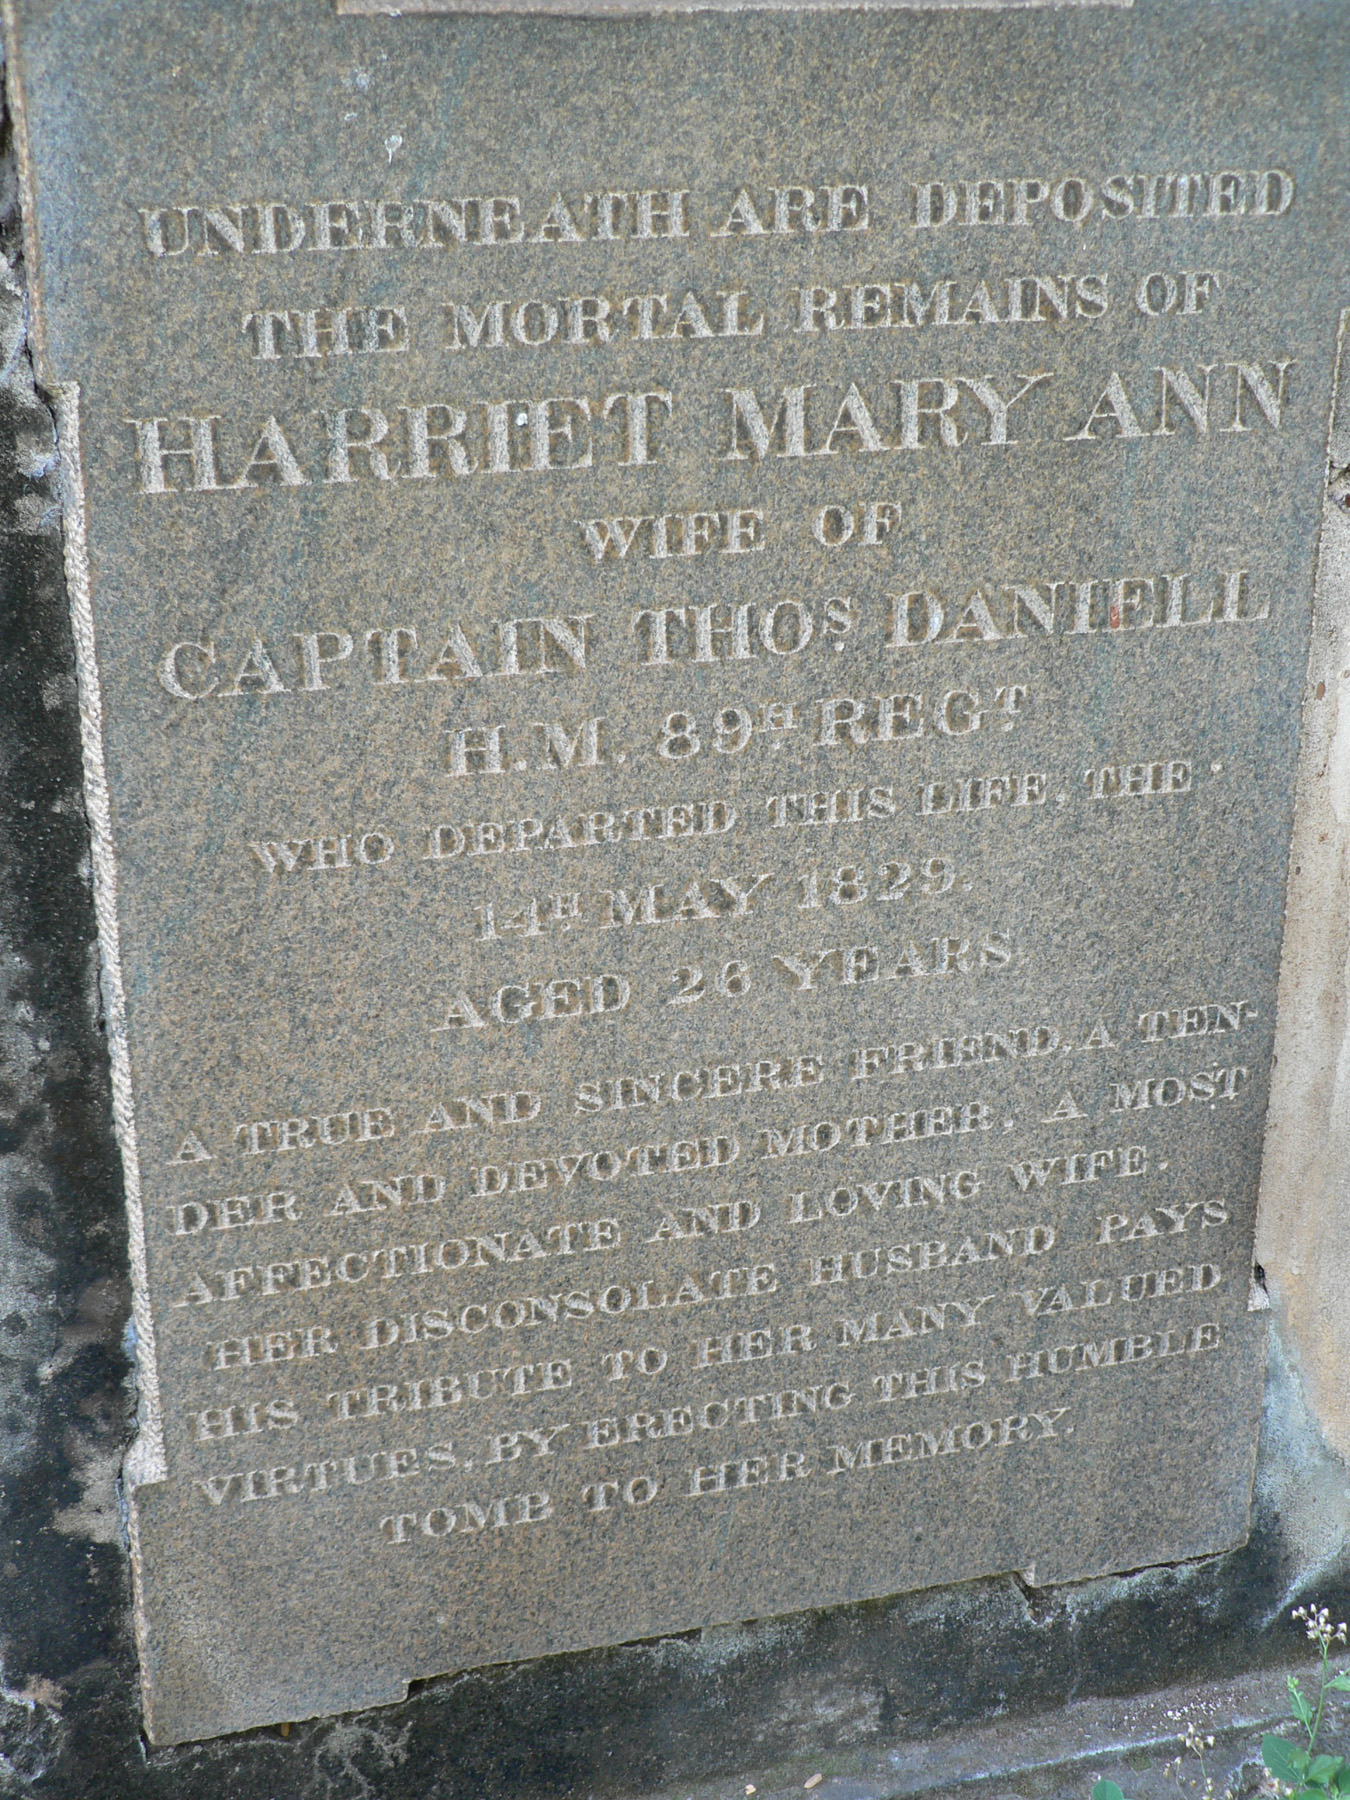 UNDERNEATH ARE DEPOSITED
THE MORTAL REMAINS OF
HARRIET MARY ANN
WIFE OF
CAPTAIN THOS. DANIELL
H.M. 89H. REGT.
WHO DEPARTED THIS LIFE, THE
14H. MAY 1829.
AGED 26 YEARS.
A TRUE AND SINCERE FRIEND, A TEN-
DER AND DEVOTED MOTHER, A MOST
AFFECTIONATE AND LOVING WIFE.
HER DISCONSOLATE HUSBAND PAYS
HIS TRIBUTE TO HER MANY VALUED
VIRTUES, BY ERECTING THIS HUMBLE
TOMB TO HER MEMORY.